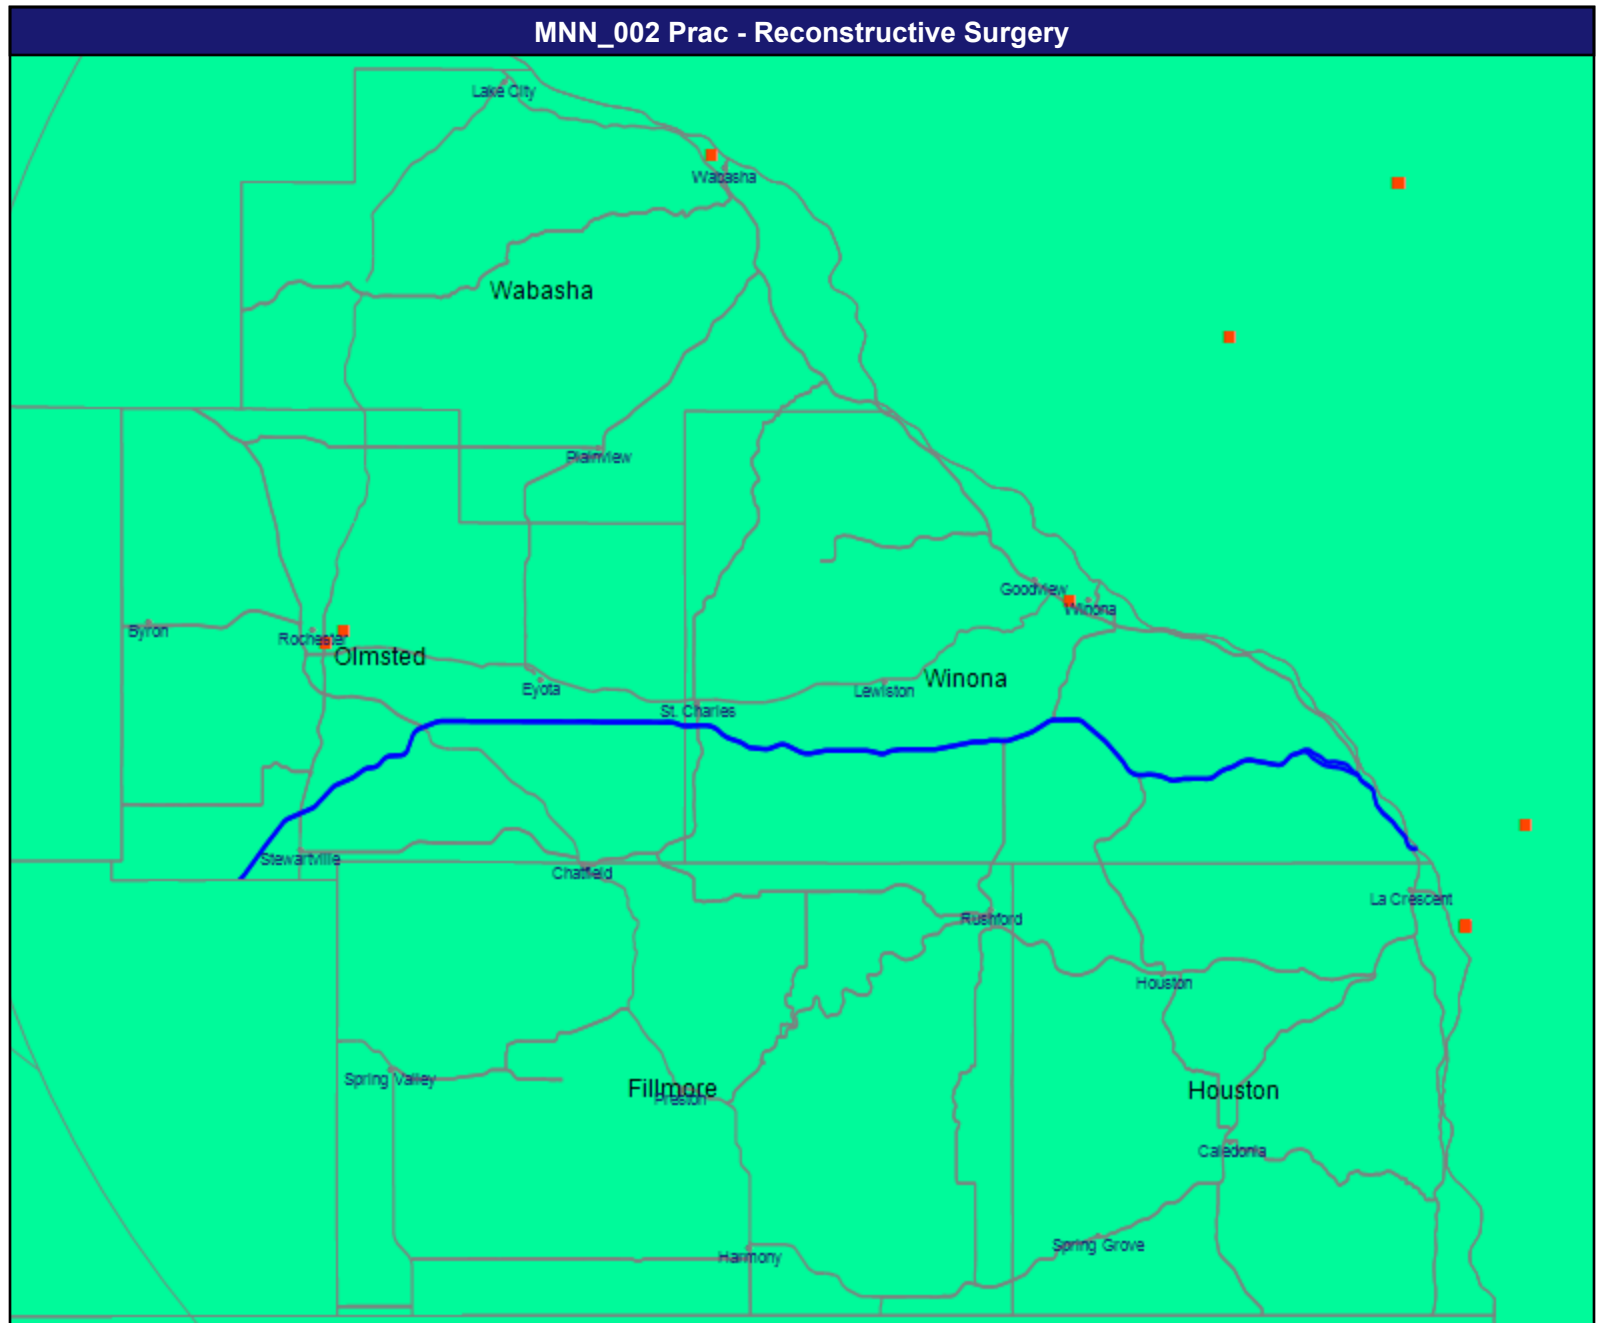 MNN_002 Prac - Reconstructive Surgery
Lake City
Wabasha
Wabasha
Plainview
Goodview
Winona
Byron
Rochester
Olmsted
Eyota
Lewiston
Winona
St. Charles
Stewartville
Chatfield
La Crescent
Rushford
Houston
Spring Valley
Fillmore
Preston
Houston
Caledonia
Spring Grove
Harmony